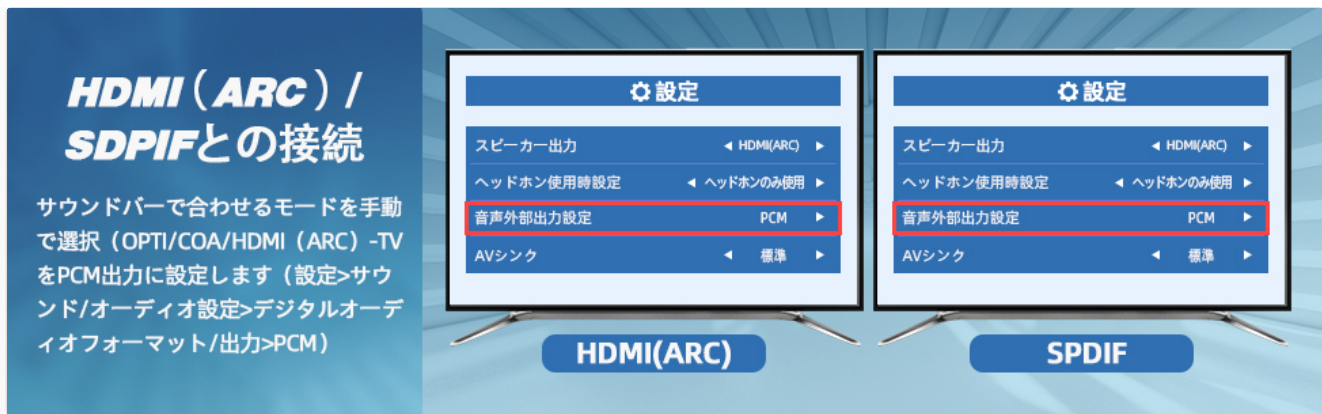 HDMI（ARC）/
SDPIFとの接続
サウンドバーで合わせるモードを手動
で選択（OPTI/COA/HDMI（ARC）-TV
をPCM出力に設定します（設定>サウ
ンド/オーディオ設定>デジタルオーデ
ィオフォーマット/出力>PCM）
設定
スピーカー出力 ◀ HDMI(ARC) ▶
ヘッドホン使用時設定 ◀ ヘッドホンのみ使用 ▶
音声外部出力設定 PCM ▶
AVシンク ◀ 標準 ▶
HDMI(ARC)
設定
スピーカー出力 ◀ HDMI(ARC) ▶
ヘッドホン使用時設定 ◀ ヘッドホンのみ使用 ▶
音声外部出力設定 PCM ▶
AVシンク ◀ 標準 ▶
SPDIF